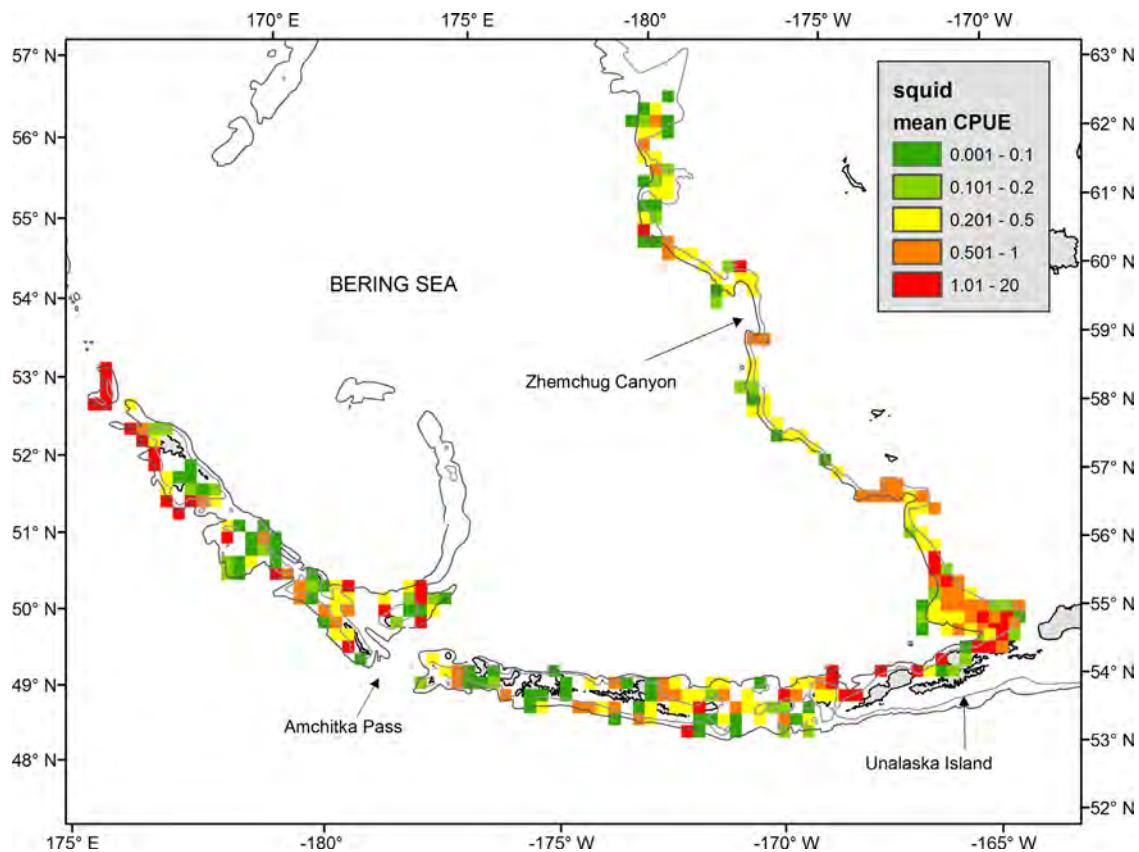 170° E 175° E -180° -175° W -170° W
57° N
56° N
55° N
54° N
53° N
52° N
51° N
50° N
49° N
48° N
63° N
62° N
61° N
60° N
59° N
58° N
57° N
56° N
55° N
54° N
53° N
52° N
squid
mean CPUE
0.001 - 0.1
0.101 - 0.2
0.201 - 0.5
0.501 - 1
1.01 - 20
BERING SEA
Zhemchug Canyon
Amchitka Pass
Unalaska Island
175° E -180° -175° W -170° W -165° W